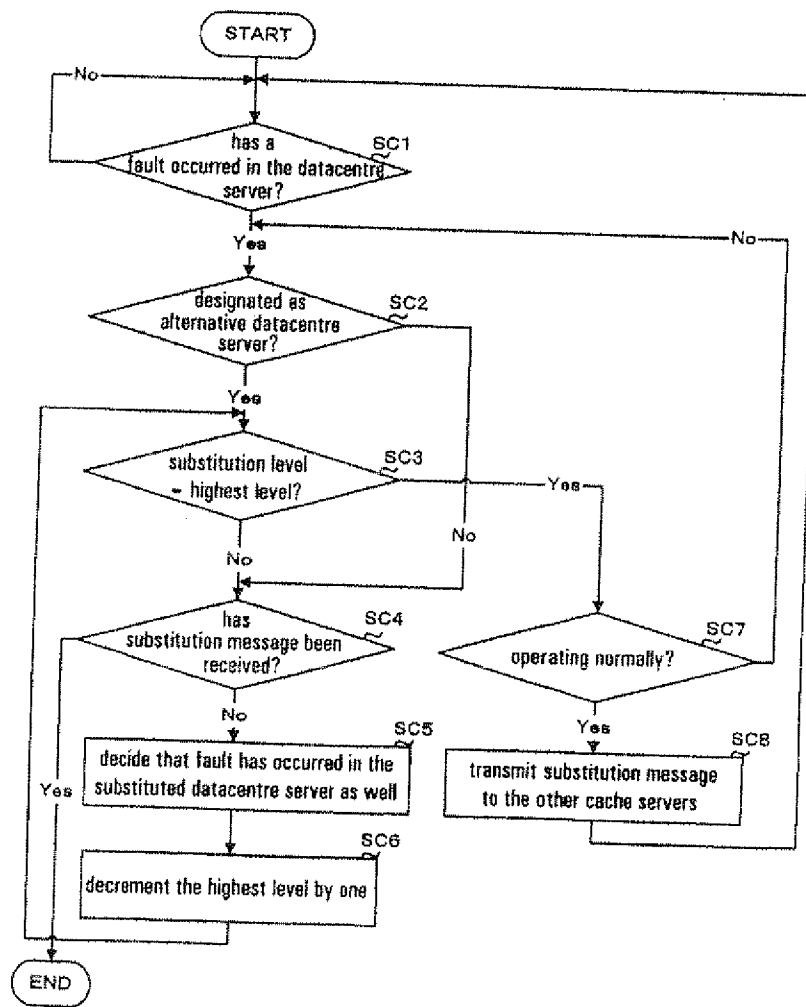 START
No
SC1
has a
fault occurred in the datacentre
server?
Yes
No
SC2
designated as
alternative datacentre
server?
Yes
SC3
substitution level
= highest level?
Yes
No
No
SC4
has
substitution message been
received?
SC7
operating normally?
No
Yes
SC5
decide that fault has occurred in the
substituted datacentre server as well
SC8
transmit substitution message
to the other cache servers
Yes
SC6
decrement the highest level by one
END